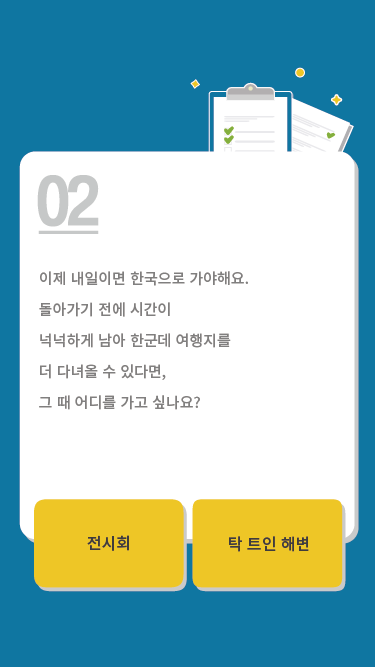 02
이제 내일이면 한국으로 가야해요.
돌아가기 전에 시간이
넉넉하게 남아 한군데 여행지를
더 다녀올 수 있다면,
그 때 어디를 가고 싶나요?
전시회
탁 트인 해변